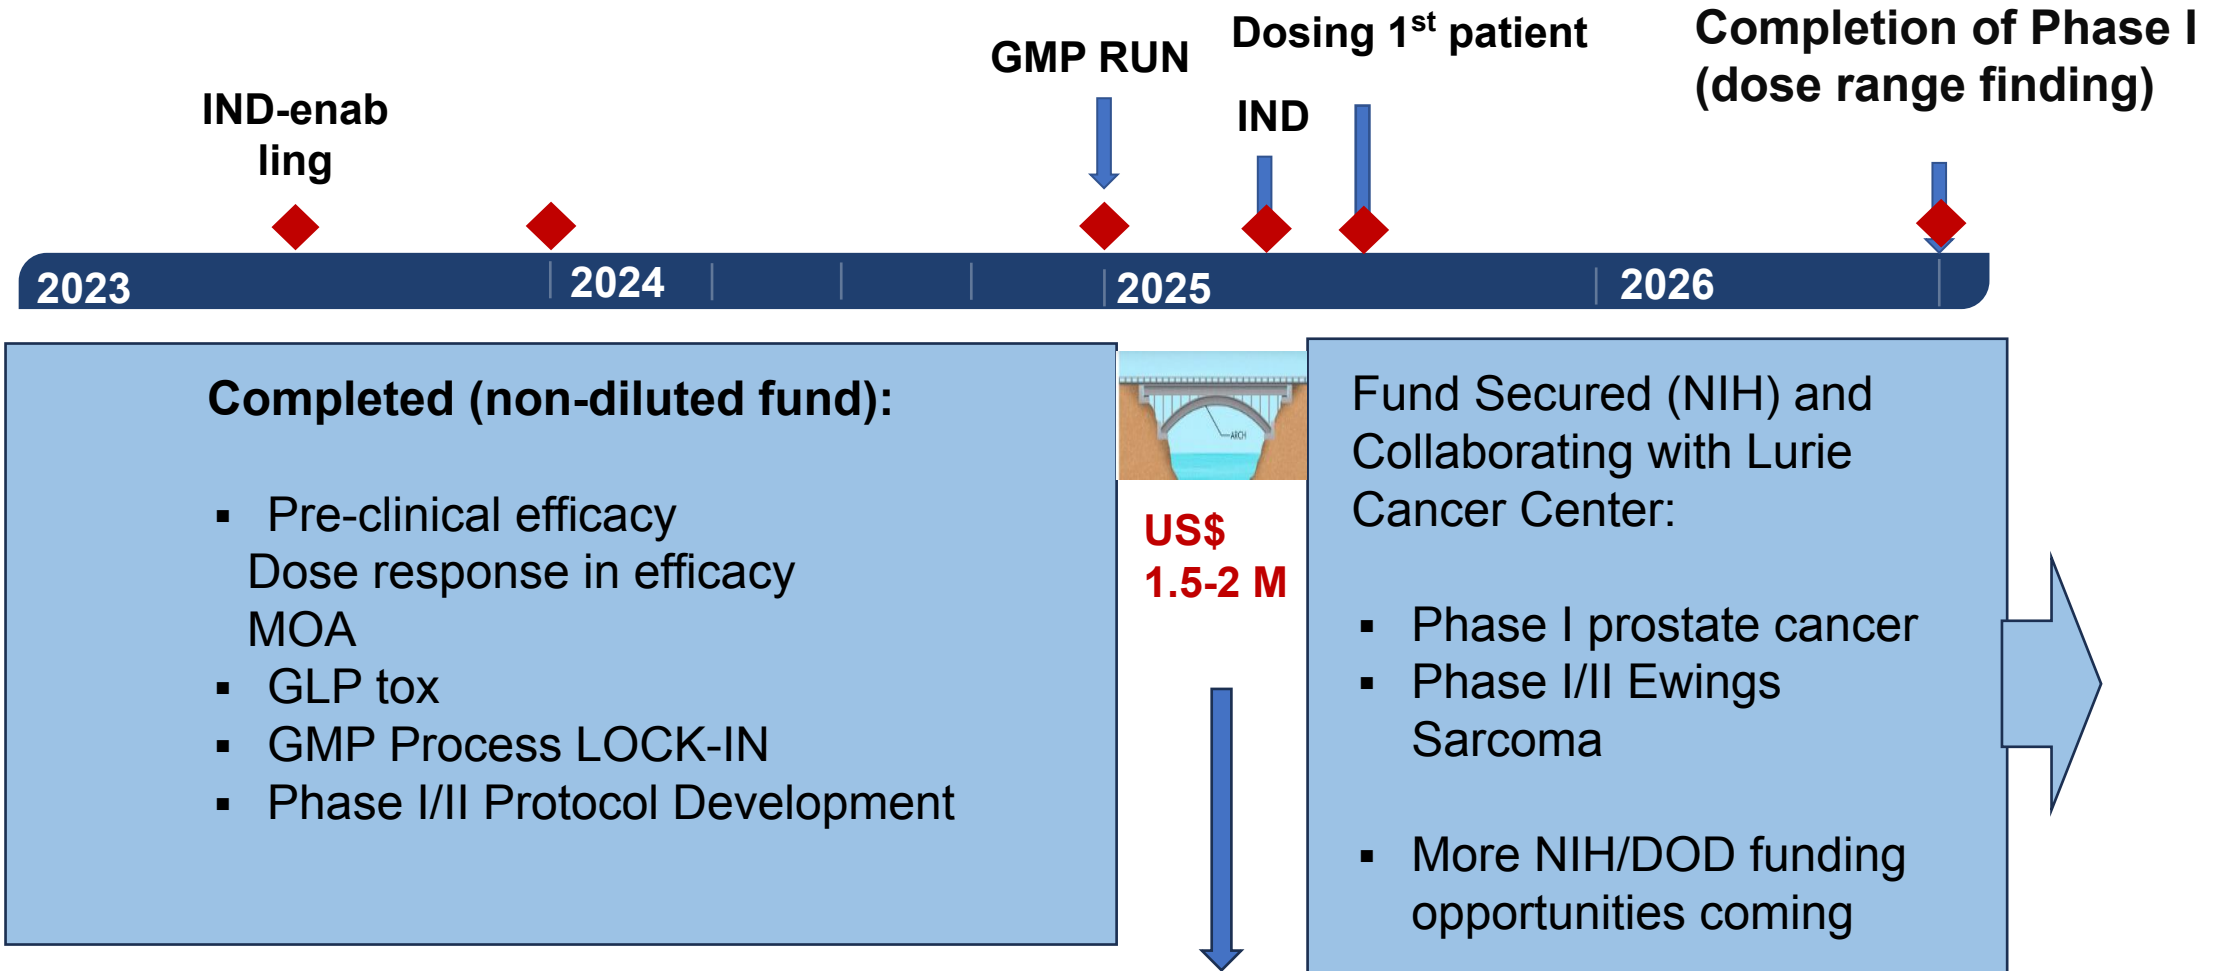 Dosing 1st patient
Completion of Phase I
(dose range finding)
GMP RUN
IND-enab
ling
IND
2023
2024
2025
2026
Completed (non-diluted fund):
▪ Pre-clinical efficacy
Dose response in efficacy
MOA
▪ GLP tox
▪ GMP Process LOCK-IN
▪ Phase I/II Protocol Development
ARCH
US$
1.5-2 M
Fund Secured (NIH) and
Collaborating with Lurie
Cancer Center:
▪ Phase I prostate cancer
▪ Phase I/II Ewings
Sarcoma
▪ More NIH/DOD funding
opportunities coming